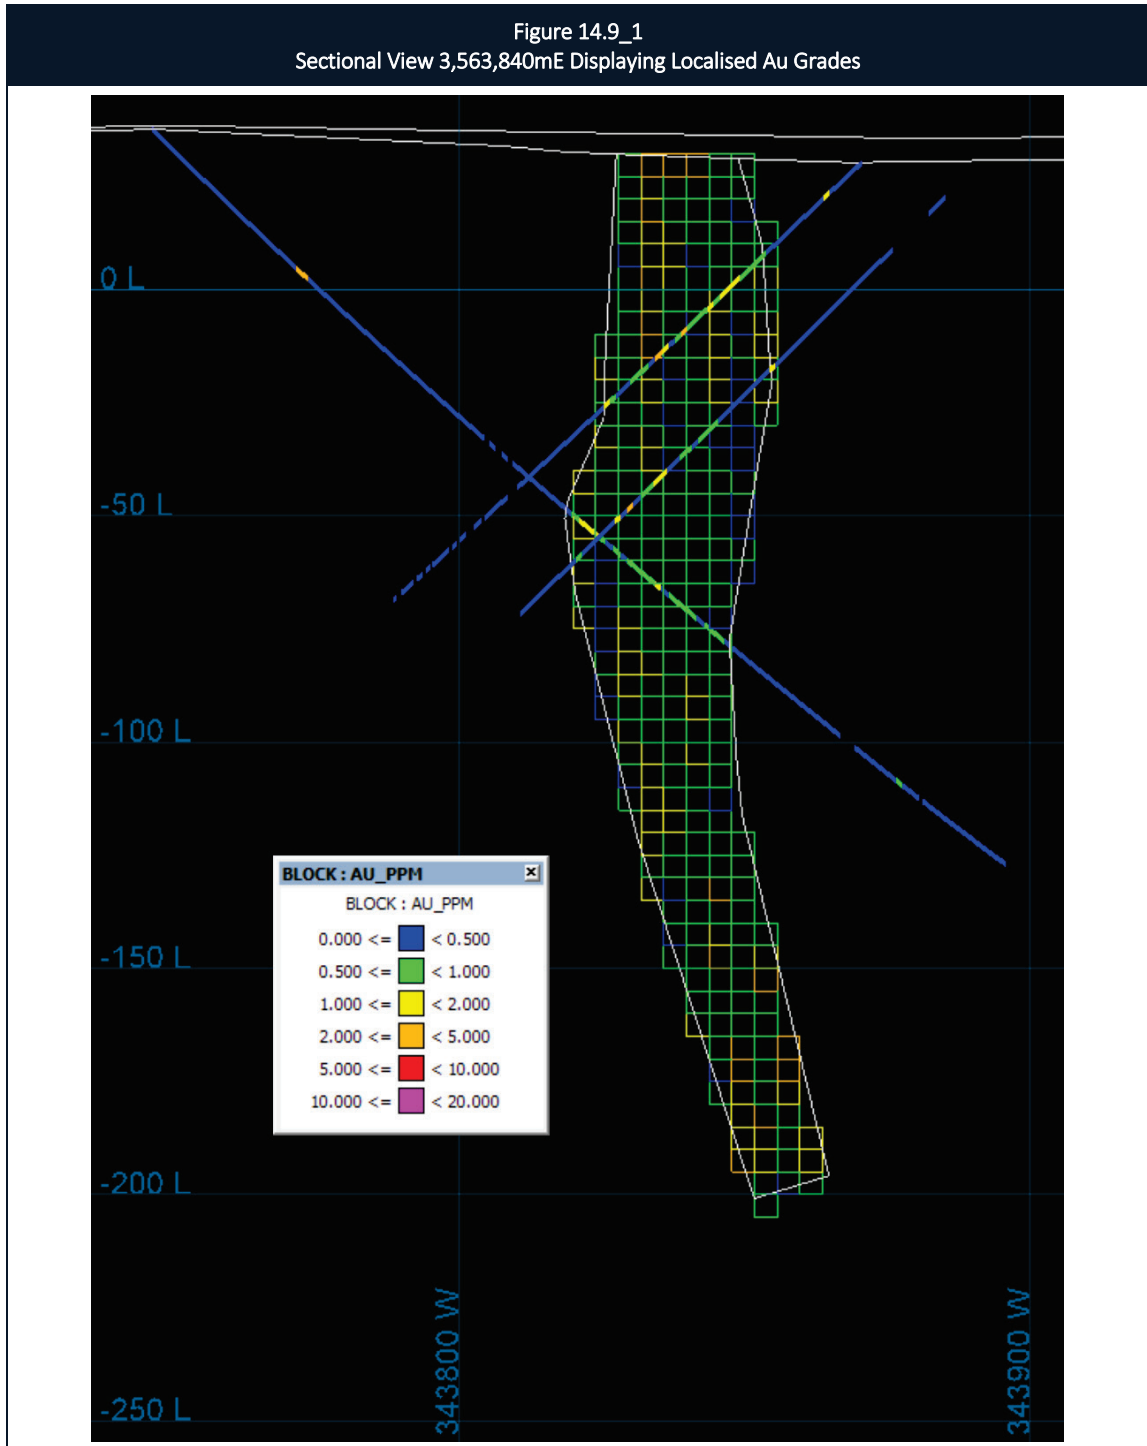 Figure 14.9_1
Sectional View 3,563,840mE Displaying Localised Au Grades
0 L
-50 L
-100 L
BLOCK : AU_PPM
BLOCK : AU_PPM
0.000 <= < 0.500
0.500 <= < 1.000
1.000 <= < 2.000
2.000 <= < 5.000
5.000 <= < 10.000
10.000 <= < 20.000
-150 L
-200 L
-250 L
343800 W
343900 W